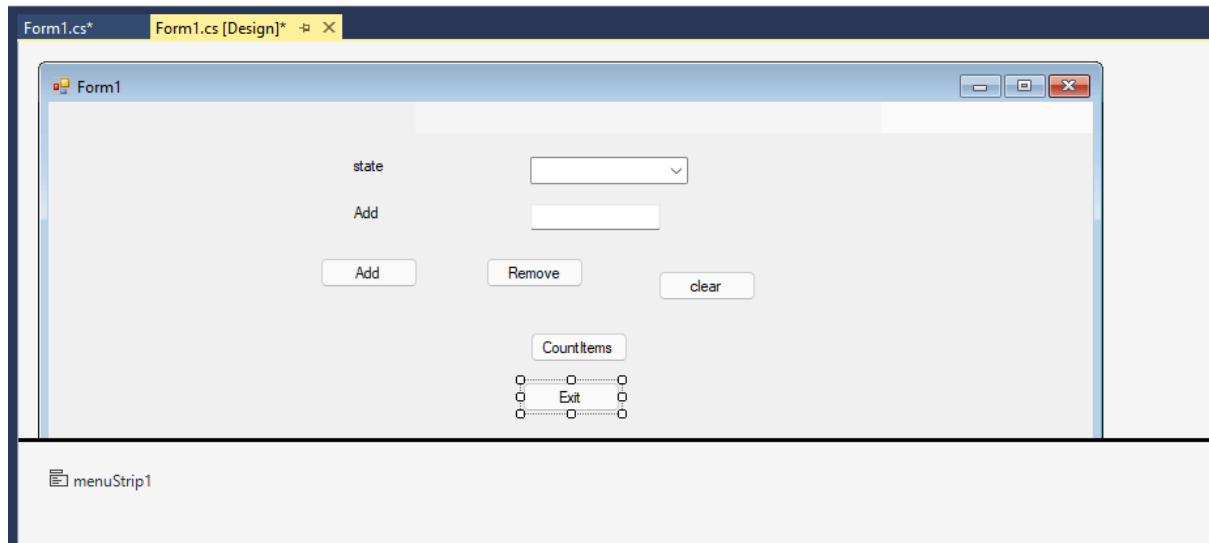 Form1.cs* Form1.cs [Design]*
Form1
state
Add
Add Remove clear
CountItems
Exit
menuStrip1